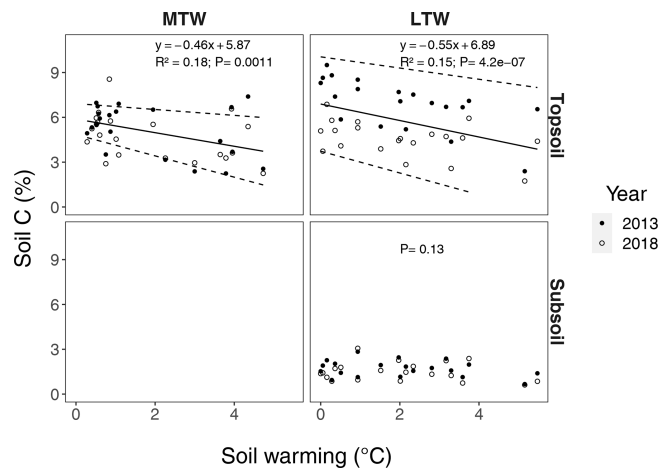 MTW
LTW
y = −0.46x + 5.87
R² = 0.18; P= 0.0011
y = −0.55x + 6.89
R² = 0.15; P= 4.2e−07
Topsoil
9
6
3
0
Soil C (%)
Year
2013
2018
P= 0.13
Subsoil
9
6
3
0
0 2 4
0 2 4
Soil warming (°C)